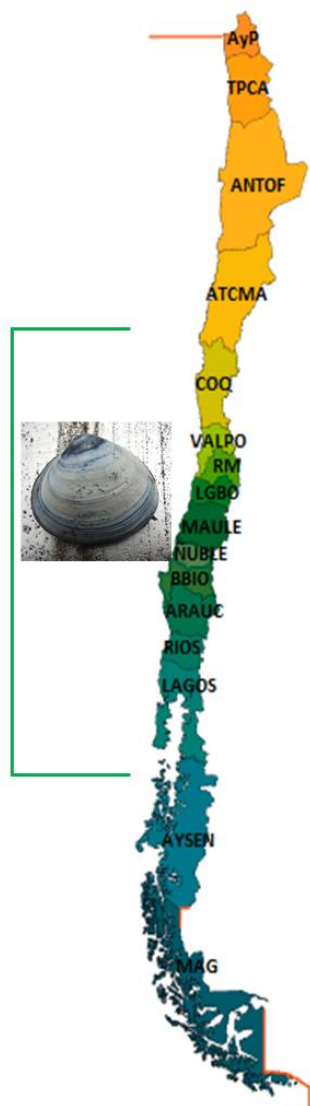 AyP
TPCA
ANTOF
ATCMA
COQ
VALPO
RM
LGBO
MAULE
NUBLE
BBIO
ARAUC
RIOS
LAGOS
AYSEN
MAG